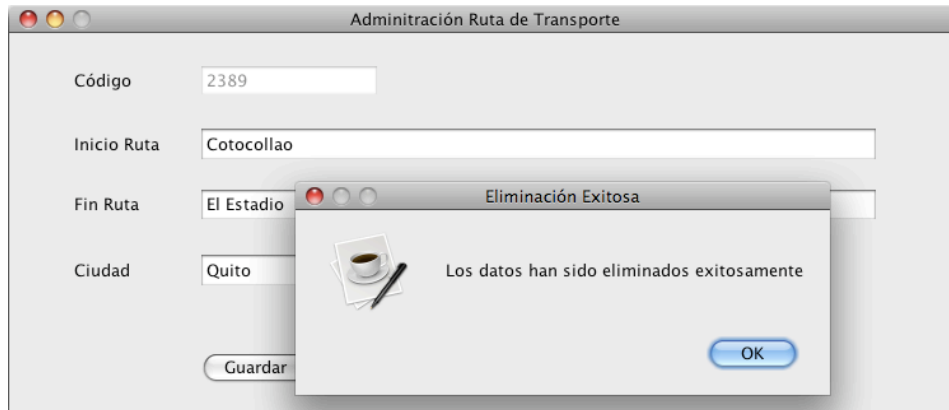 Adminitración Ruta de Transporte
Código 2389
Inicio Ruta Cotocollao
Fin Ruta El Estadio
Ciudad Quito
Guardar
Eliminación Exitosa
Los datos han sido eliminados exitosamente
OK